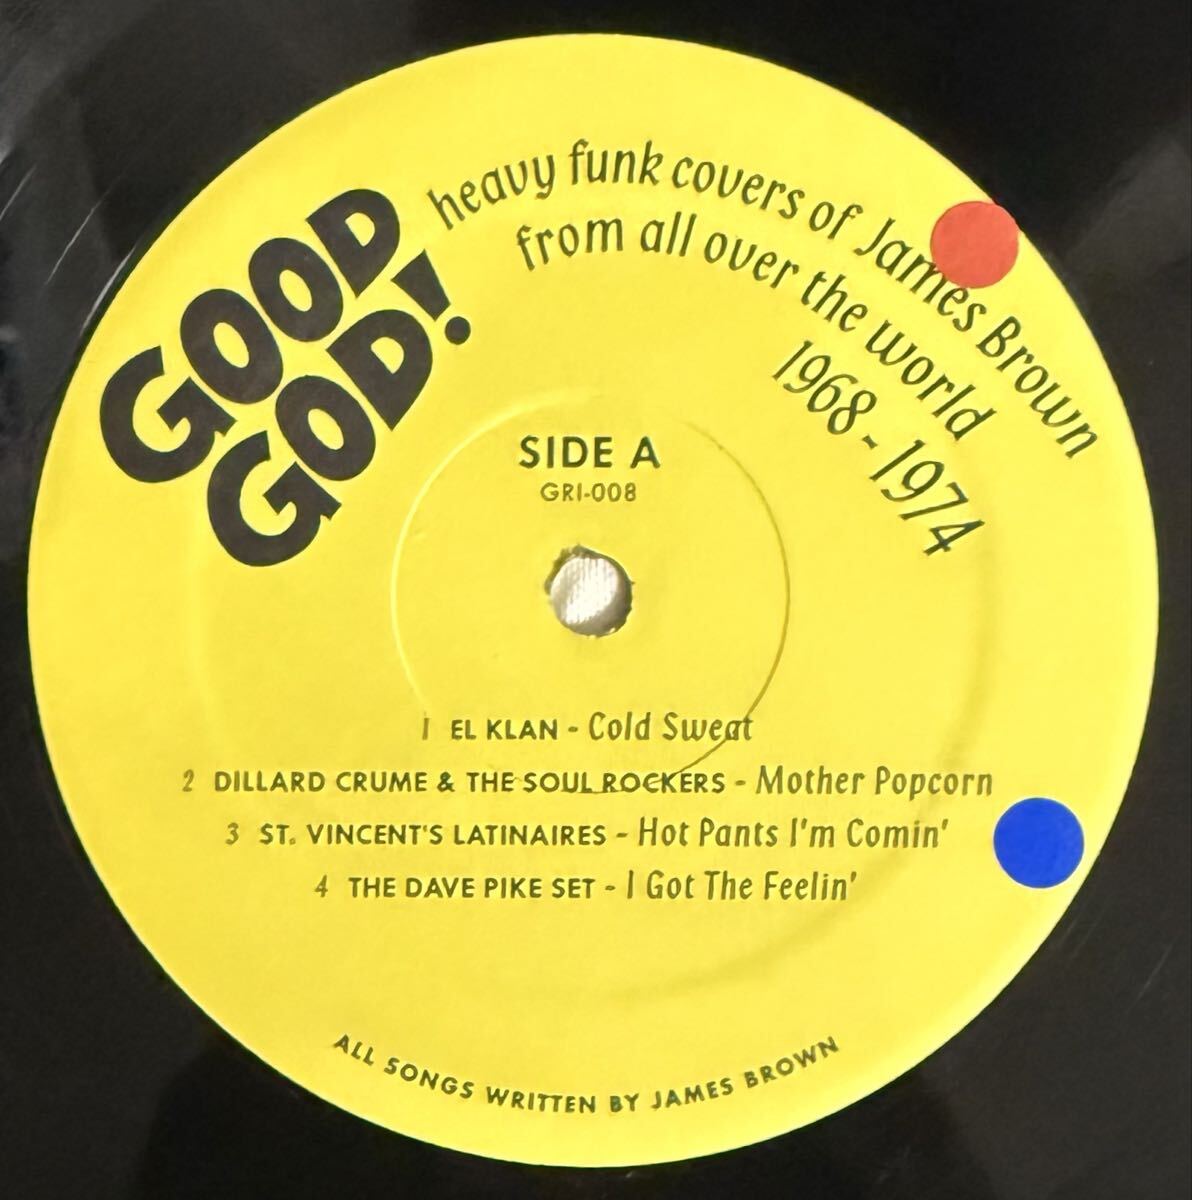 GOOD
GOD!
heavy funk covers of James Brown
from all over the world
1968 - 1974
SIDE A
GRI-008
1 EL KLAN - Cold Sweat
2 DILLARD CRUME & THE SOUL ROCKERS - Mother Popcorn
3 ST. VINCENT'S LATINAIRES - Hot Pants I'm Comin'
4 THE DAVE PIKE SET - I Got The Feelin'
ALL SONGS WRITTEN BY JAMES BROWN